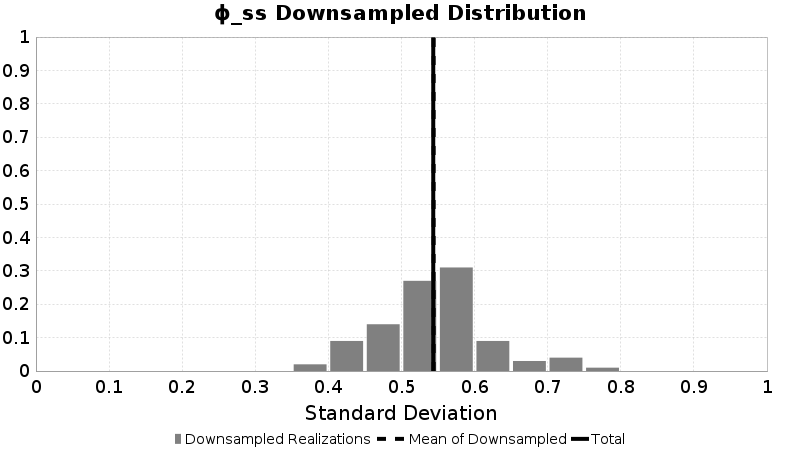 ϕ_ss Downsampled Distribution
1
0.9
0.8
0.7
0.6
0.5
0.4
0.3
0.2
0.1
0
0 0.1 0.2 0.3 0.4 0.5 0.6 0.7 0.8 0.9 1
Standard Deviation
Downsampled Realizations Mean of Downsampled Total